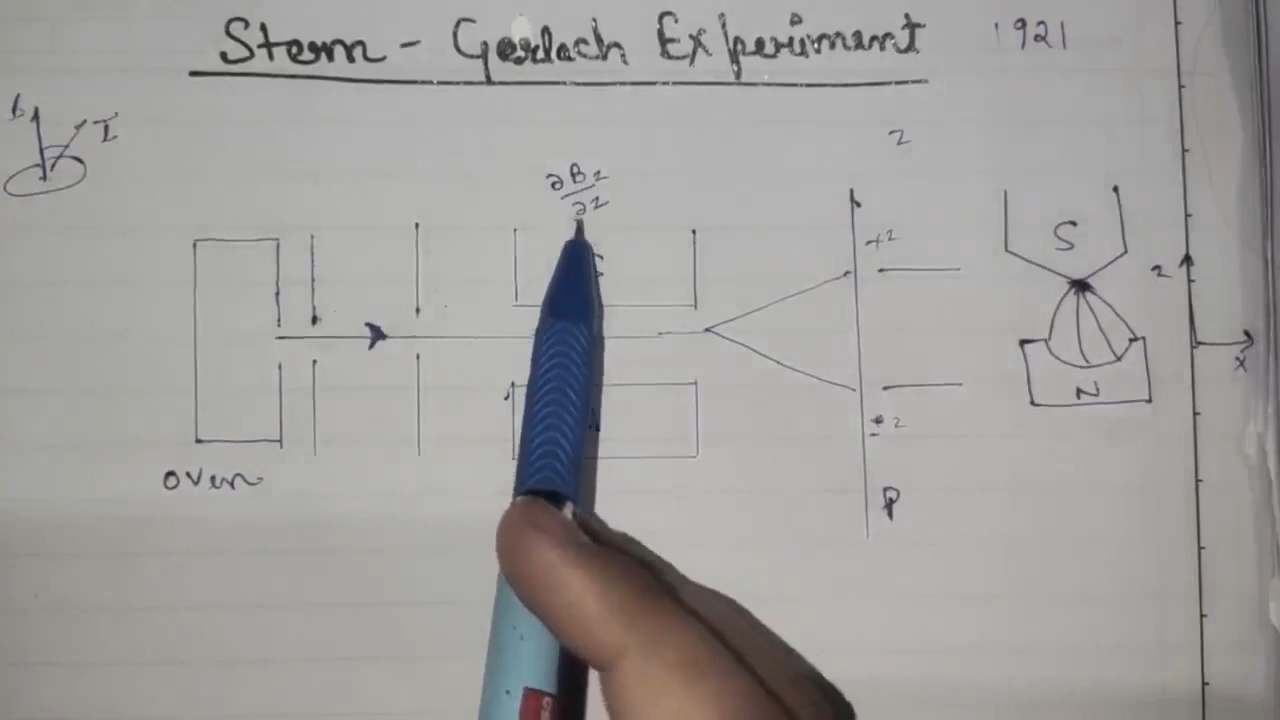 Stern - Gerlach Experiment 1921
b I
∂Bz
∂z
z
+z
S
z
x
N
-z
oven
P